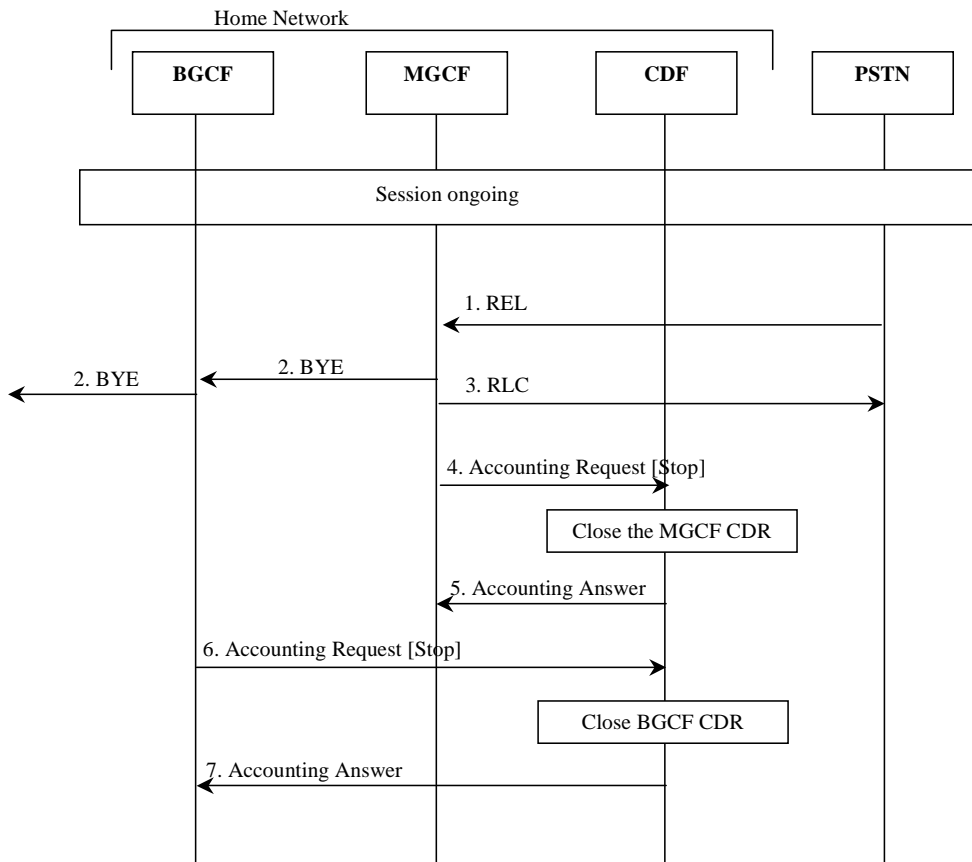 Home Network
BGCF
MGCF
CDF
PSTN
Session ongoing
1. REL
2. BYE
2. BYE
3. RLC
4. Accounting Request [Stop]
Close the MGCF CDR
5. Accounting Answer
6. Accounting Request [Stop]
Close BGCF CDR
7. Accounting Answer